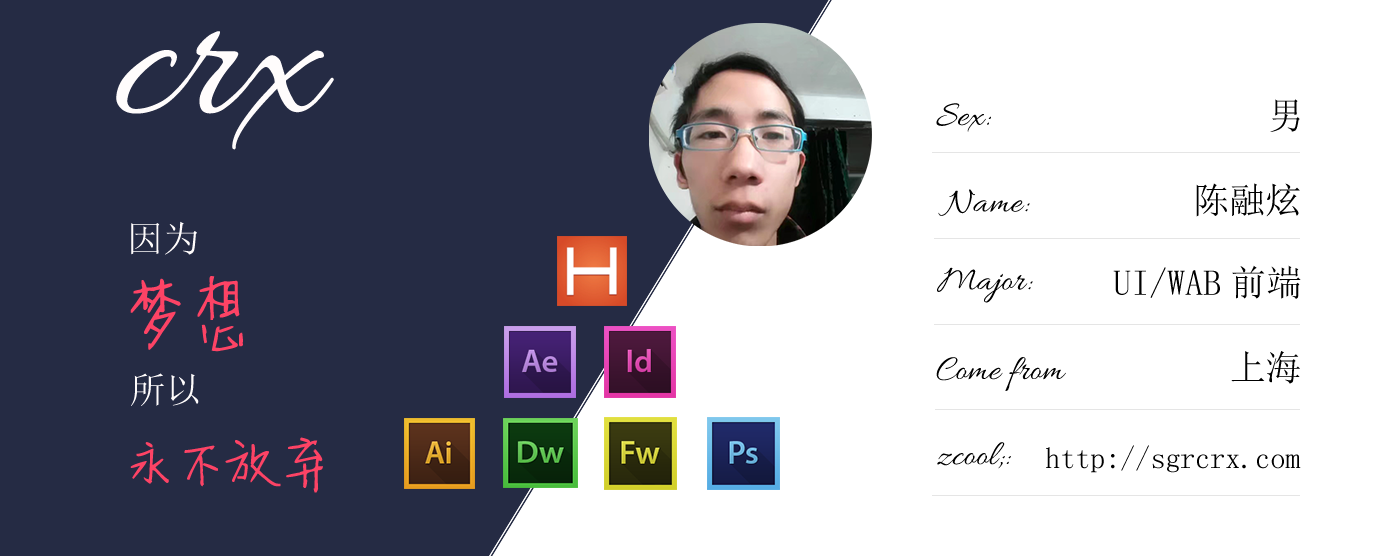 crx
因为
梦想
所以
永不放弃
H
Ae Id
Ai Dw Fw Ps
Sex: 男
Name: 陈融炫
Major: UI/WAB 前端
Come from 上海
zcool;: http://sgrcrx.com